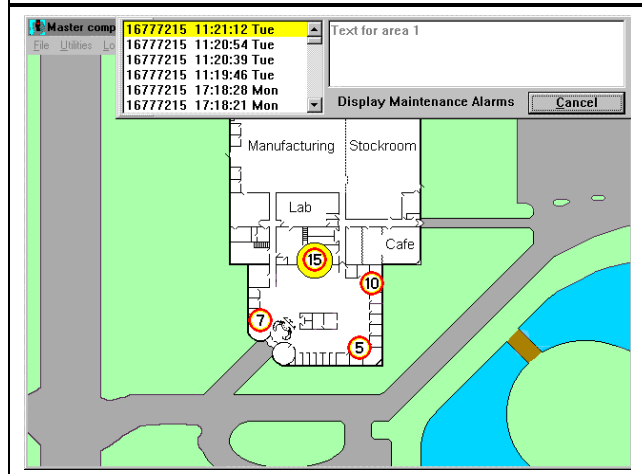 Master comp
File Utilities Lo
16777215 11:21:12 Tue
16777215 11:20:54 Tue
16777215 11:20:39 Tue
16777215 11:19:46 Tue
16777215 17:18:28 Mon
16777215 17:18:21 Mon
Text for area 1
Display Maintenance Alarms
Cancel
Manufacturing
Stockroom
Lab
Cafe
15
10
7
5